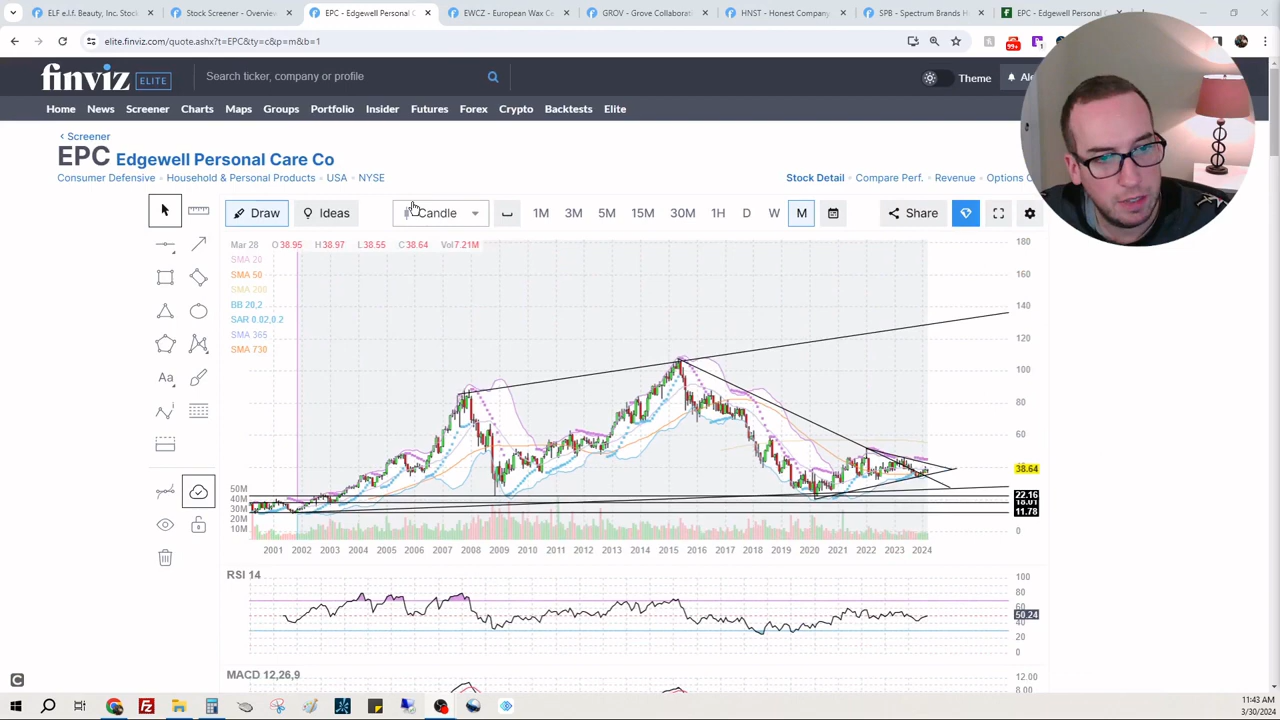 ELF e.l.f. Beauty, Inc. Stock
Stock Screener - Overview
EPC - Edgewell Personal C
EWCZ - European Wax Ce
GROV - Grove Collaborati
HNST - Honest Company
SPB - Spectrum Brands H
EPC - Edgewell Personal
elite.finviz.com/quote.ashx?t=EPC&ty=c&p=m&b=1
99+
1
finviz ELITE
Search ticker, company or profile
Theme
Home News Screener Charts Maps Groups Portfolio Insider Futures Forex Crypto Backtests Elite
‹ Screener
EPC Edgewell Personal Care Co
Consumer Defensive • Household & Personal Products • USA • NYSE
Stock Detail • Compare Perf. • Revenue • Options
Draw Ideas Candle 1M 3M 5M 15M 30M 1H D W M Share
Mar 28 O 38.95 H 38.97 L 38.55 C 38.64 Vol 7.21M
SMA 20
SMA 50
SMA 200
BB 20,2
SAR 0.02,0.2
SMA 365
SMA 730
Aa
180
160
140
120
100
80
60
38.64
22.16
18.01
11.78
0
50M
40M
30M
20M
10M
2001 2002 2003 2004 2005 2006 2007 2008 2009 2010 2011 2012 2013 2014 2015 2016 2017 2018 2019 2020 2021 2022 2023 2024
RSI 14
100
80
60
50.24
40
20
0
MACD 12,26,9
12.00
8.00
11:43 AM
3/30/2024